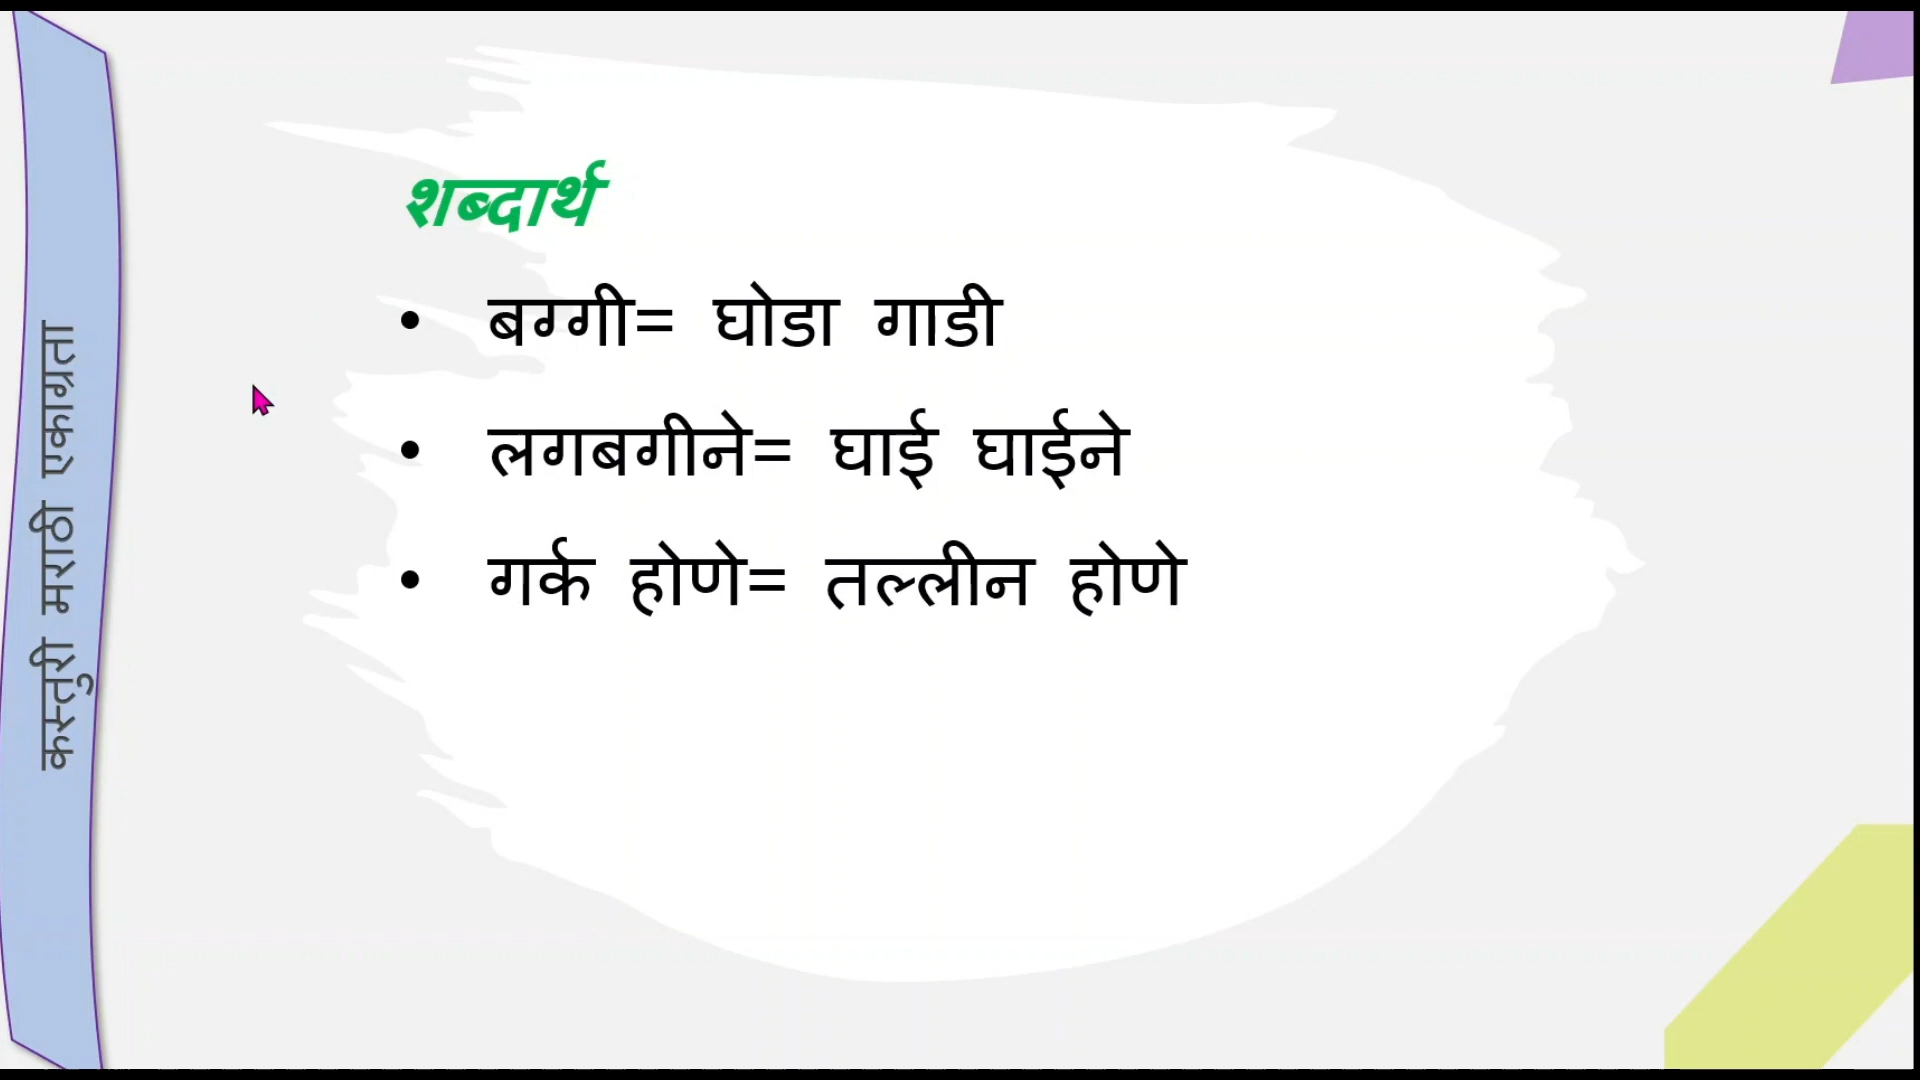 शब्दार्थ
• बग्गी= घोडा गाडी
• लगबगीने= घाई घाईने
• गर्क होणे= तल्लीन होणे
कस्तुरी मराठी एकाग्रता